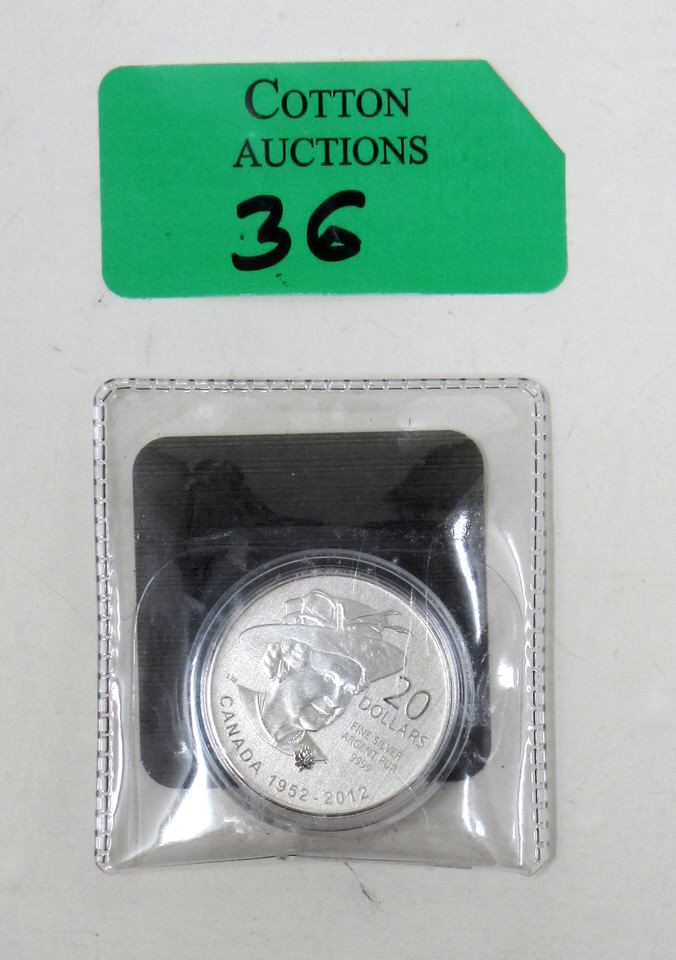 COTTON
AUCTIONS
36
20
DOLLARS
FINE SILVER
ARGENT PUR
9999
CANADA 1952-2012